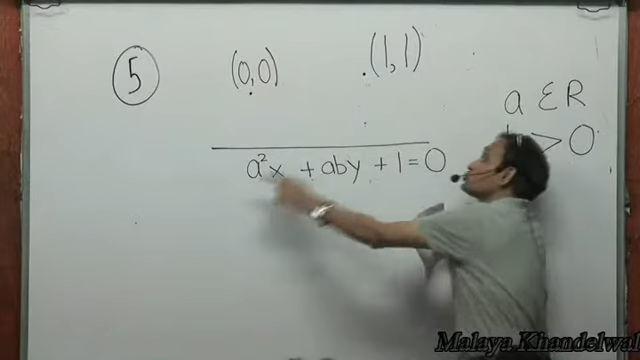 5 (0,0) (1,1)
a ∈ R
b > 0
a²x + aby + 1 = 0
Malaya Khandelwal